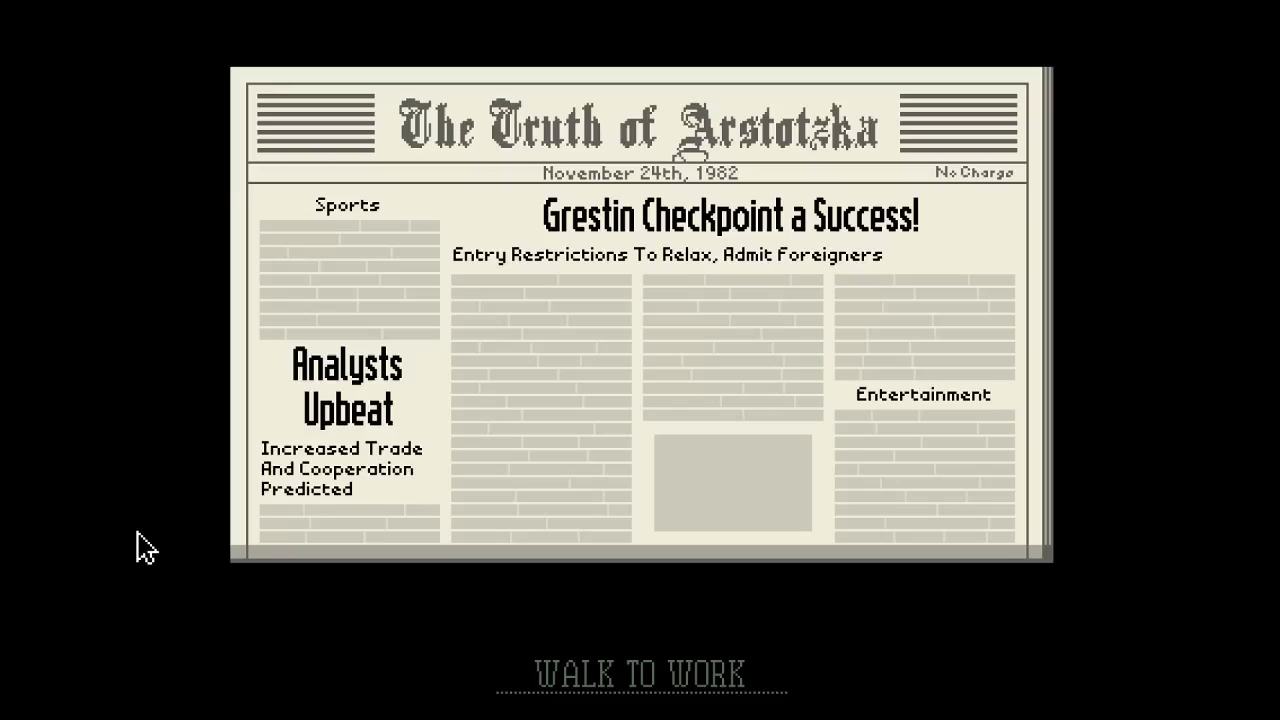 The Truth of Arstotzka
November 24th, 1982
No Charge
Sports
Analysts
Upbeat
Increased Trade
And Cooperation
Predicted
Grestin Checkpoint a Success!
Entry Restrictions To Relax, Admit Foreigners
Entertainment
WALK TO WORK